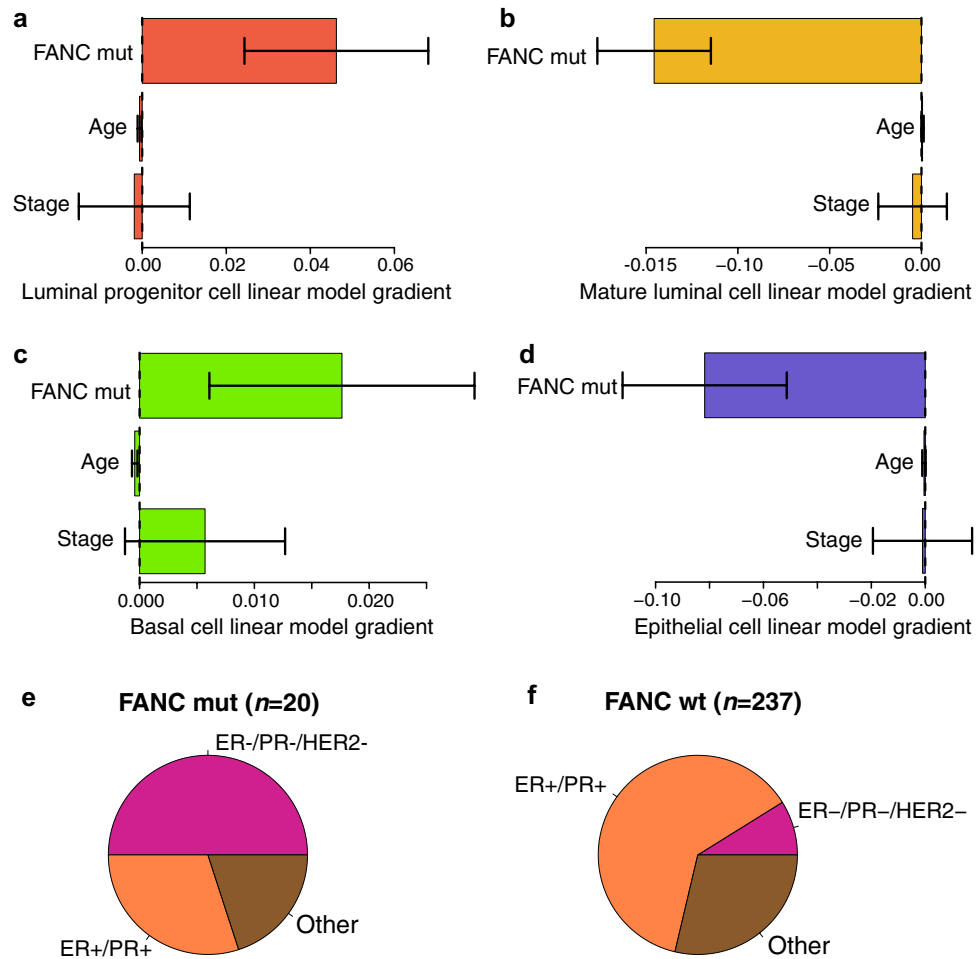 a
FANC mut
Age
Stage
0.00 0.02 0.04 0.06
Luminal progenitor cell linear model gradient
b
FANC mut
Age
Stage
-0.015 -0.10 -0.05 0.00
Mature luminal cell linear model gradient
c
FANC mut
Age
Stage
0.000 0.010 0.020
Basal cell linear model gradient
d
FANC mut
Age
Stage
−0.10 −0.06 −0.02 0.00
Epithelial cell linear model gradient
e
FANC mut (n=20)
ER-/PR-/HER2-
ER+/PR+
Other
f
FANC wt (n=237)
ER+/PR+
ER−/PR−/HER2−
Other